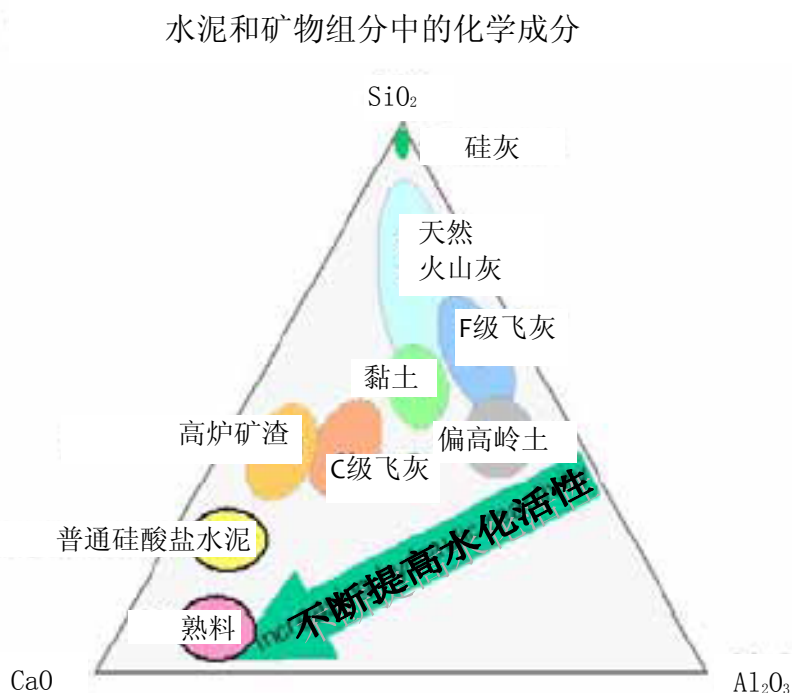 水泥和矿物组分中的化学成分
SiO₂
硅灰
天然
火山灰
F级飞灰
黏土
高炉矿渣
偏高岭土
C级飞灰
不断提高水化活性
普通硅酸盐水泥
熟料
CaO
Al₂O₃